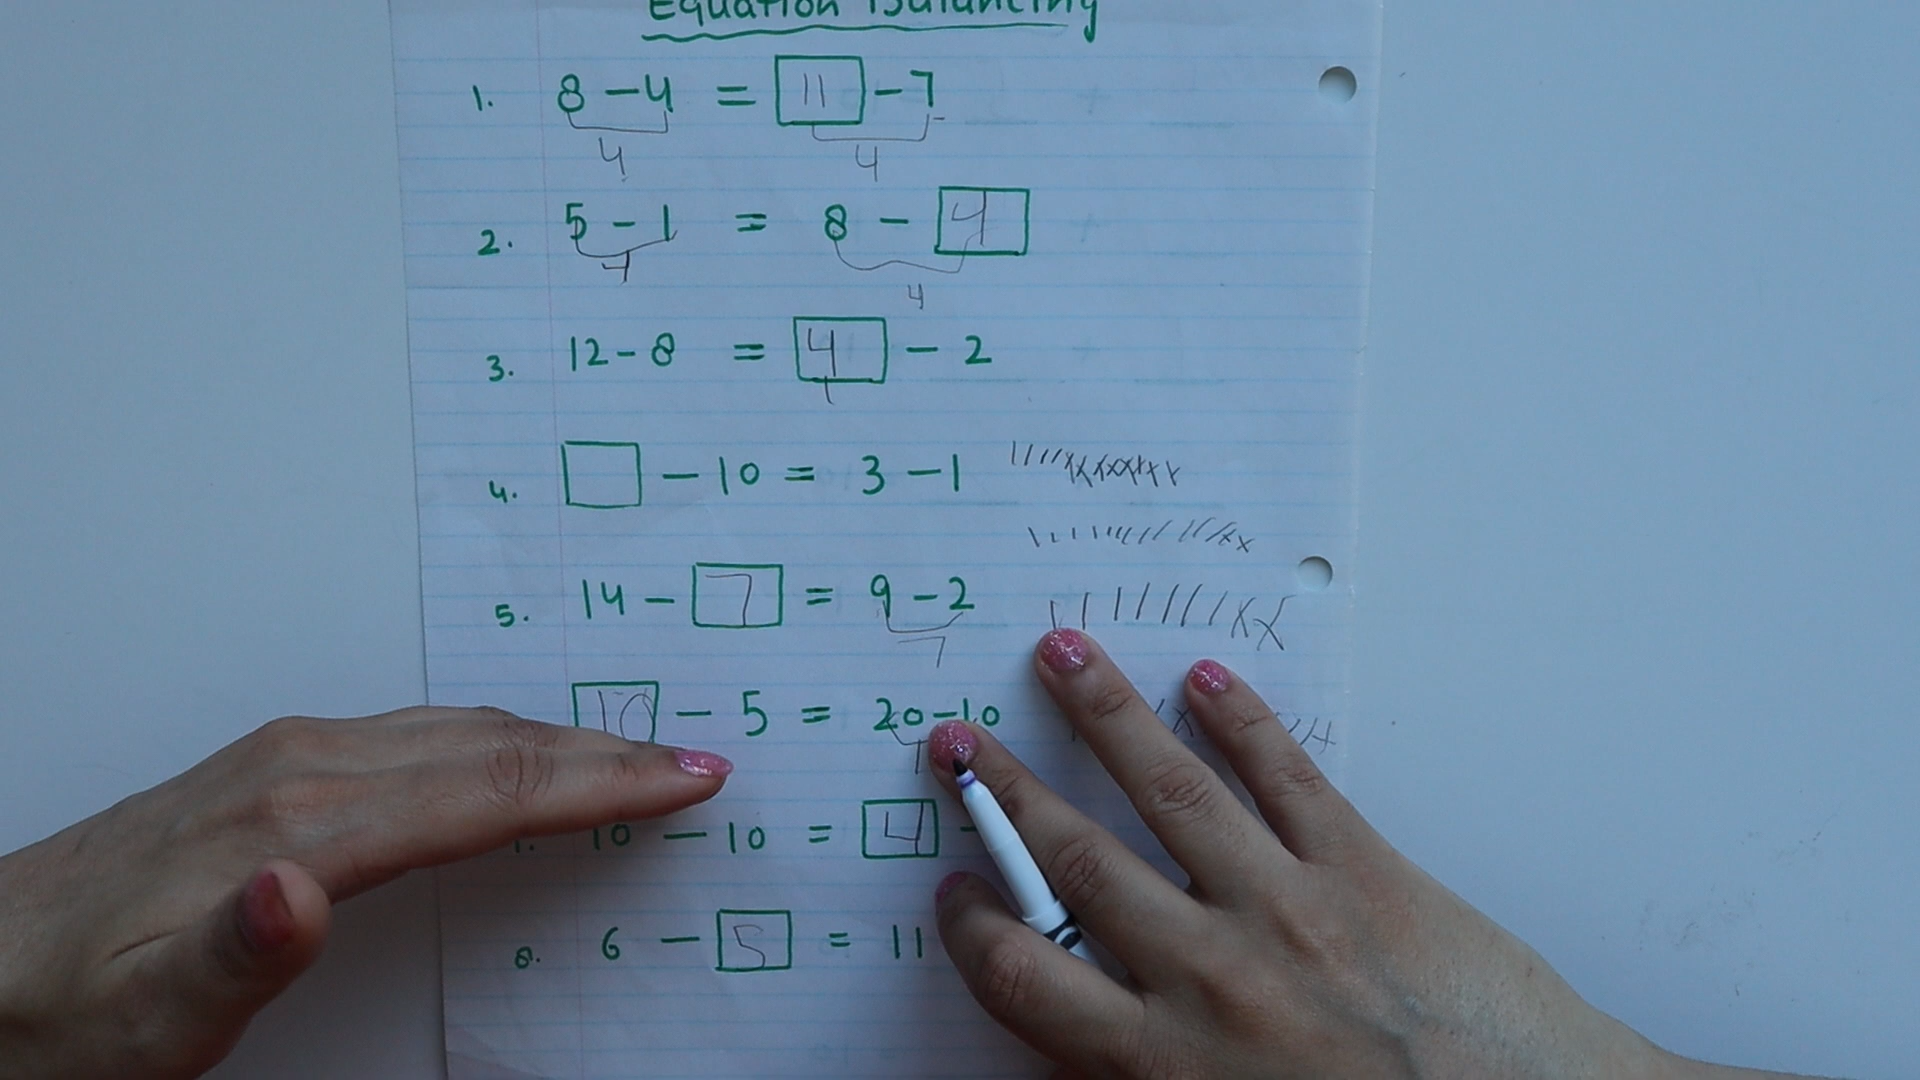 Equation Balancing
1. 8 - 4 = 11 - 7
4 4
2. 5 - 1 = 8 - 4
4 4
3. 12 - 8 = 4 - 2
4. - 10 = 3 - 1
5. 14 - 7 = 9 - 2
7
10 - 5 = 20 - 10
10 - 10 = 4 -
8. 6 - 5 = 11